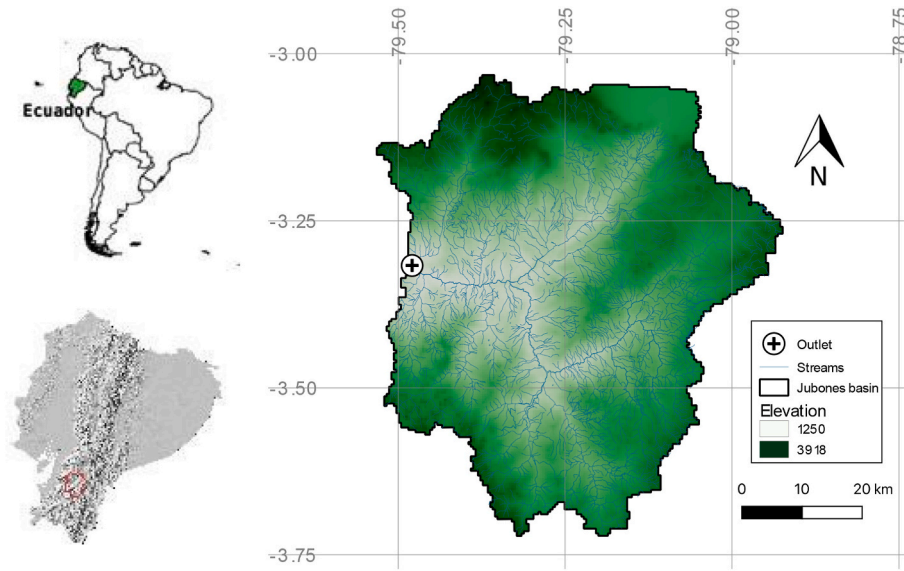 -79.50
-79.25
-79.00
-78.75
-3.00
Ecuador
N
-3.25
Outlet
Streams
Jubones basin
-3.50
Elevation
1250
3918
0 10 20 km
-3.75